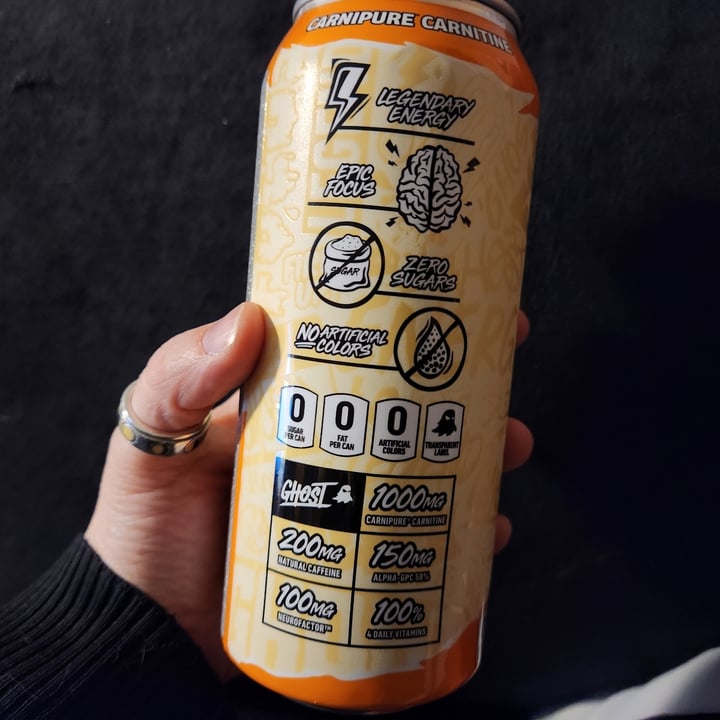 CARNIPURE CARNITINE
LEGENDARY
ENERGY
EPIC
FOCUS
SUGAR
ZERO
SUGARS
NO ARTIFICIAL
COLORS
0
SUGAR
PER CAN
0
FAT
PER CAN
0
ARTIFICIAL
COLORS
TRANSPARENT
LABEL
GHOST
1000MG
CARNIPURE® CARNITINE
200MG
NATURAL CAFFEINE
150MG
ALPHA-GPC 50%
100MG
NEUROFACTOR™
100%
4 DAILY VITAMINS